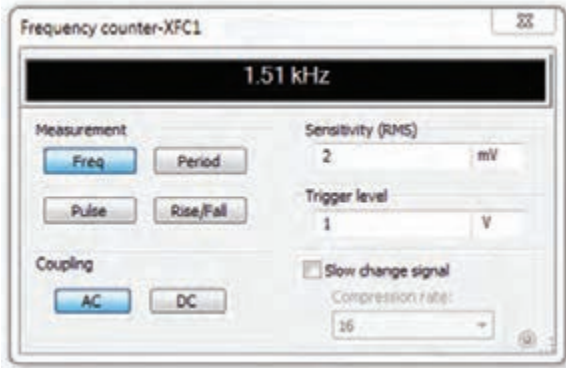 Frequency counter-XFC1
1.51 kHz
Measurement
Freq Period
Pulse Rise/Fall
Coupling
AC DC
Sensitivity (RMS)
2 mV
Trigger level
1 V
Slow change signal
Compression rate:
16